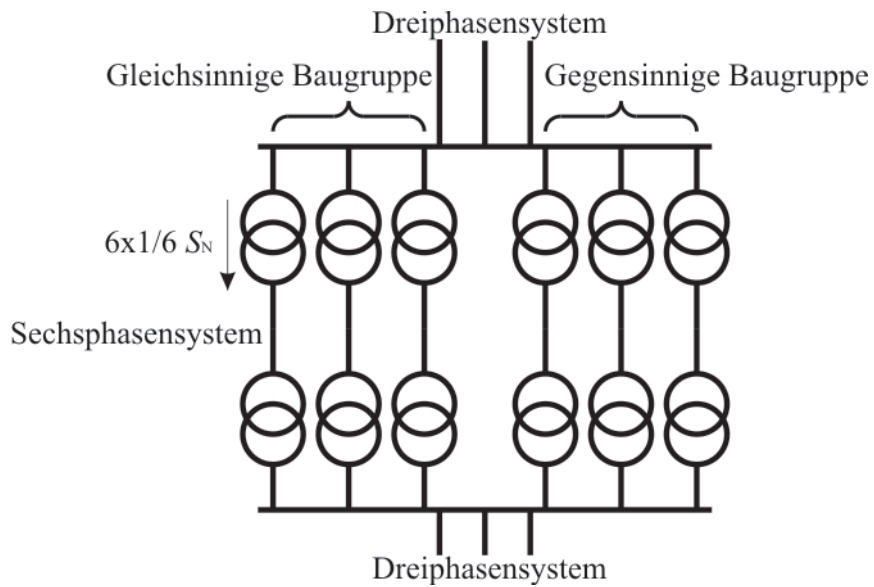 Dreiphasensystem
Gleichsinnige Baugruppe
Gegensinnige Baugruppe
6x1/6 SN
Sechsphasensystem
Dreiphasensystem